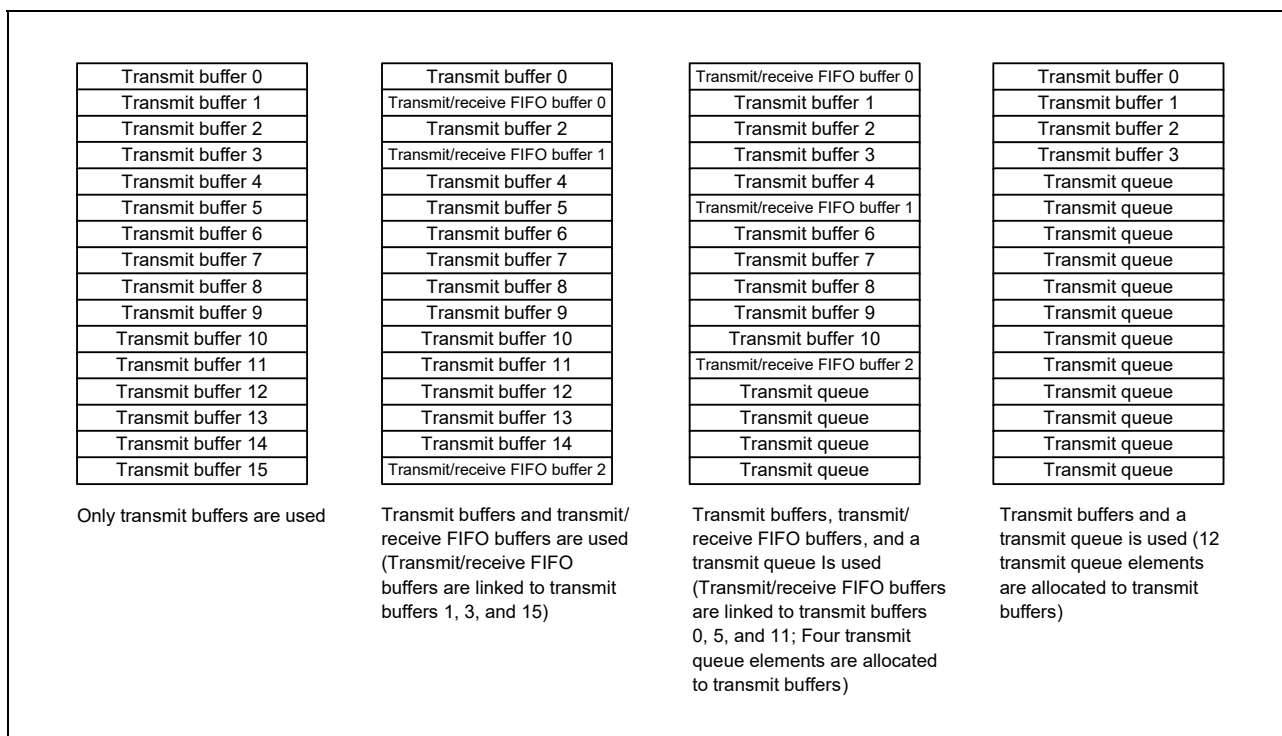 Transmit buffer 0
Transmit buffer 1
Transmit buffer 2
Transmit buffer 3
Transmit buffer 4
Transmit buffer 5
Transmit buffer 6
Transmit buffer 7
Transmit buffer 8
Transmit buffer 9
Transmit buffer 10
Transmit buffer 11
Transmit buffer 12
Transmit buffer 13
Transmit buffer 14
Transmit buffer 15
Only transmit buffers are used
Transmit buffer 0
Transmit/receive FIFO buffer 0
Transmit buffer 2
Transmit/receive FIFO buffer 1
Transmit buffer 4
Transmit buffer 5
Transmit buffer 6
Transmit buffer 7
Transmit buffer 8
Transmit buffer 9
Transmit buffer 10
Transmit buffer 11
Transmit buffer 12
Transmit buffer 13
Transmit buffer 14
Transmit/receive FIFO buffer 2
Transmit buffers and transmit/
receive FIFO buffers are used
(Transmit/receive FIFO
buffers are linked to transmit
buffers 1, 3, and 15)
Transmit/receive FIFO buffer 0
Transmit buffer 1
Transmit buffer 2
Transmit buffer 3
Transmit buffer 4
Transmit/receive FIFO buffer 1
Transmit buffer 6
Transmit buffer 7
Transmit buffer 8
Transmit buffer 9
Transmit buffer 10
Transmit/receive FIFO buffer 2
Transmit queue
Transmit queue
Transmit queue
Transmit queue
Transmit buffers, transmit/
receive FIFO buffers, and a
transmit queue Is used
(Transmit/receive FIFO buffers
are linked to transmit buffers
0, 5, and 11; Four transmit
queue elements are allocated
to transmit buffers)
Transmit buffer 0
Transmit buffer 1
Transmit buffer 2
Transmit buffer 3
Transmit queue
Transmit queue
Transmit queue
Transmit queue
Transmit queue
Transmit queue
Transmit queue
Transmit queue
Transmit queue
Transmit queue
Transmit queue
Transmit queue
Transmit buffers and a
transmit queue is used (12
transmit queue elements
are allocated to transmit
buffers)